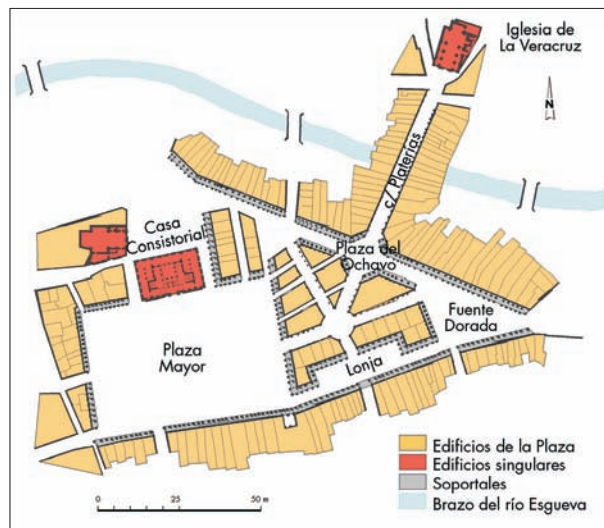 Iglesia de
La Veracruz
N
c/ Platerías
Casa
Consistorial
Plaza del
Ochavo
Fuente
Dorada
Plaza
Mayor
Lonja
Edificios de la Plaza
Edificios singulares
Soportales
Brazo del río Esgueva
0 25 50 m